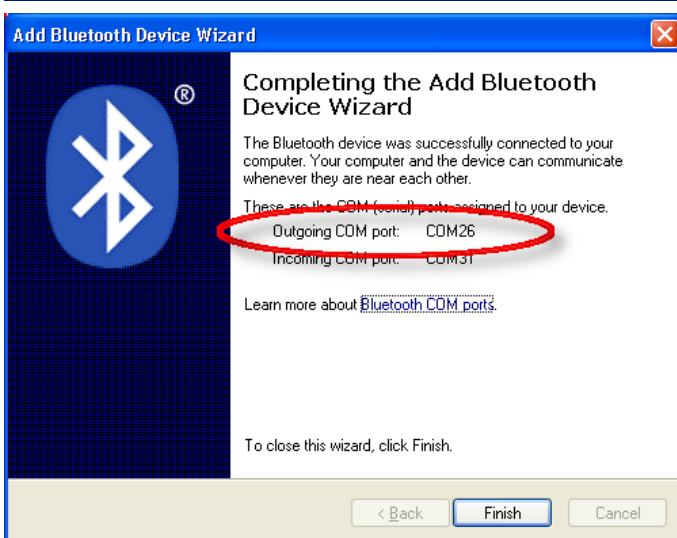 Add Bluetooth Device Wizard
®
Completing the Add Bluetooth
Device Wizard
The Bluetooth device was successfully connected to your
computer. Your computer and the device can communicate
whenever they are near each other.
These are the COM (serial) ports assigned to your device.
Outgoing COM port: COM26
Incoming COM port: COM31
Learn more about Bluetooth COM ports.
To close this wizard, click Finish.
< Back Finish Cancel